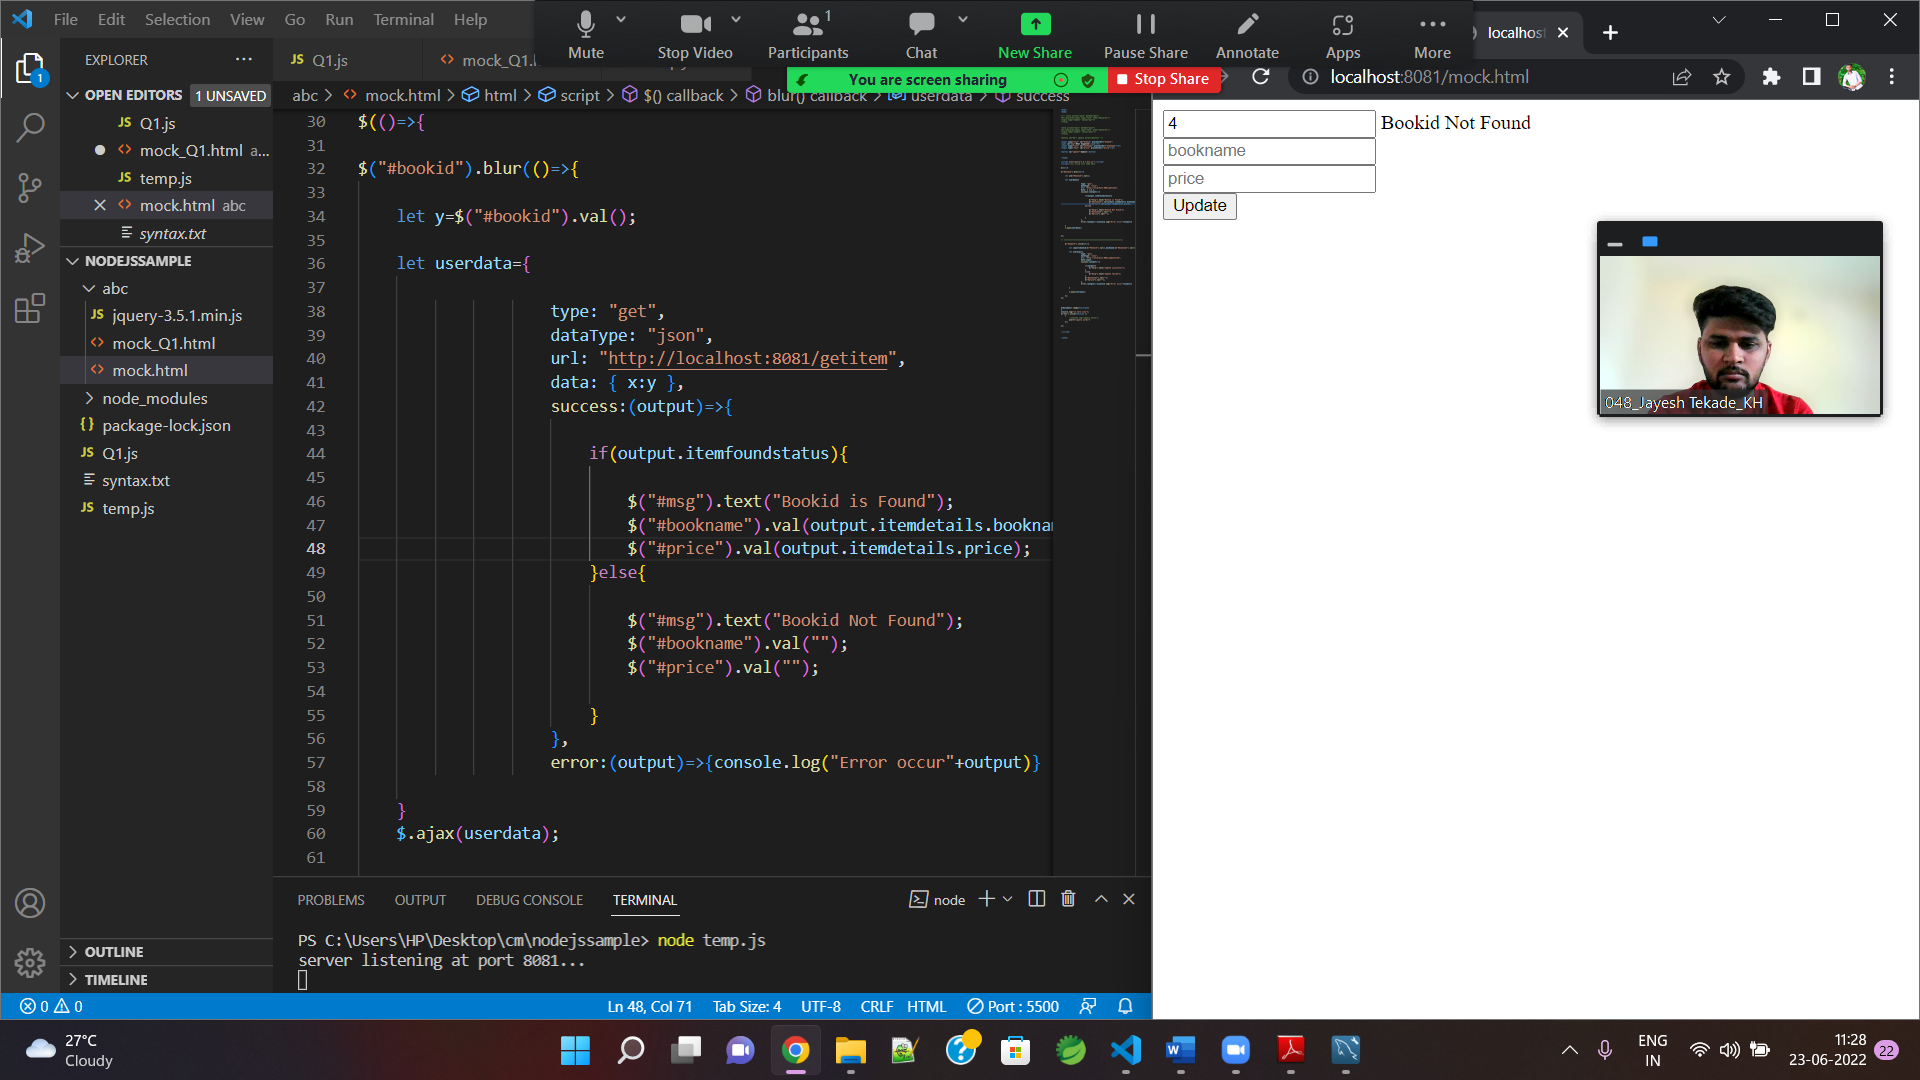 File Edit Selection View Go Run Terminal Help
Mute Stop Video Participants 1 Chat New Share Pause Share Annotate Apps More
You are screen sharing Stop Share
localhost
localhost:8081/mock.html
EXPLORER
OPEN EDITORS 1 UNSAVED
JS Q1.js
mock_Q1.html a...
JS temp.js
mock.html abc
syntax.txt
NODEJSSAMPLE
abc
JS jquery-3.5.1.min.js
mock_Q1.html
mock.html
node_modules
{} package-lock.json
JS Q1.js
syntax.txt
JS temp.js
OUTLINE
TIMELINE
JS Q1.js
mock_Q1.h
abc > mock.html > html > script > $() callback > blur() callback > userdata > success
30 $(()=>{
31
32 $("#bookid").blur(()=>{
33
34 let y=$("#bookid").val();
35
36 let userdata={
37
38 type: "get",
39 dataType: "json",
40 url: "http://localhost:8081/getitem",
41 data: { x:y },
42 success:(output)=>{
43
44 if(output.itemfoundstatus){
45
46 $("#msg").text("Bookid is Found");
47 $("#bookname").val(output.itemdetails.booknam
48 $("#price").val(output.itemdetails.price);
49 }else{
50
51 $("#msg").text("Bookid Not Found");
52 $("#bookname").val("");
53 $("#price").val("");
54
55 }
56 },
57 error:(output)=>{console.log("Error occur"+output)}
58
59 }
60 $.ajax(userdata);
61
PROBLEMS OUTPUT DEBUG CONSOLE TERMINAL node
PS C:\Users\HP\Desktop\cm\nodejssample> node temp.js
server listening at port 8081...
0 0 Ln 48, Col 71 Tab Size: 4 UTF-8 CRLF HTML Port : 5500
4 Bookid Not Found
bookname
price
Update
048_Jayesh Tekade_KH
27°C
Cloudy
ENG
IN
11:28
23-06-2022
22